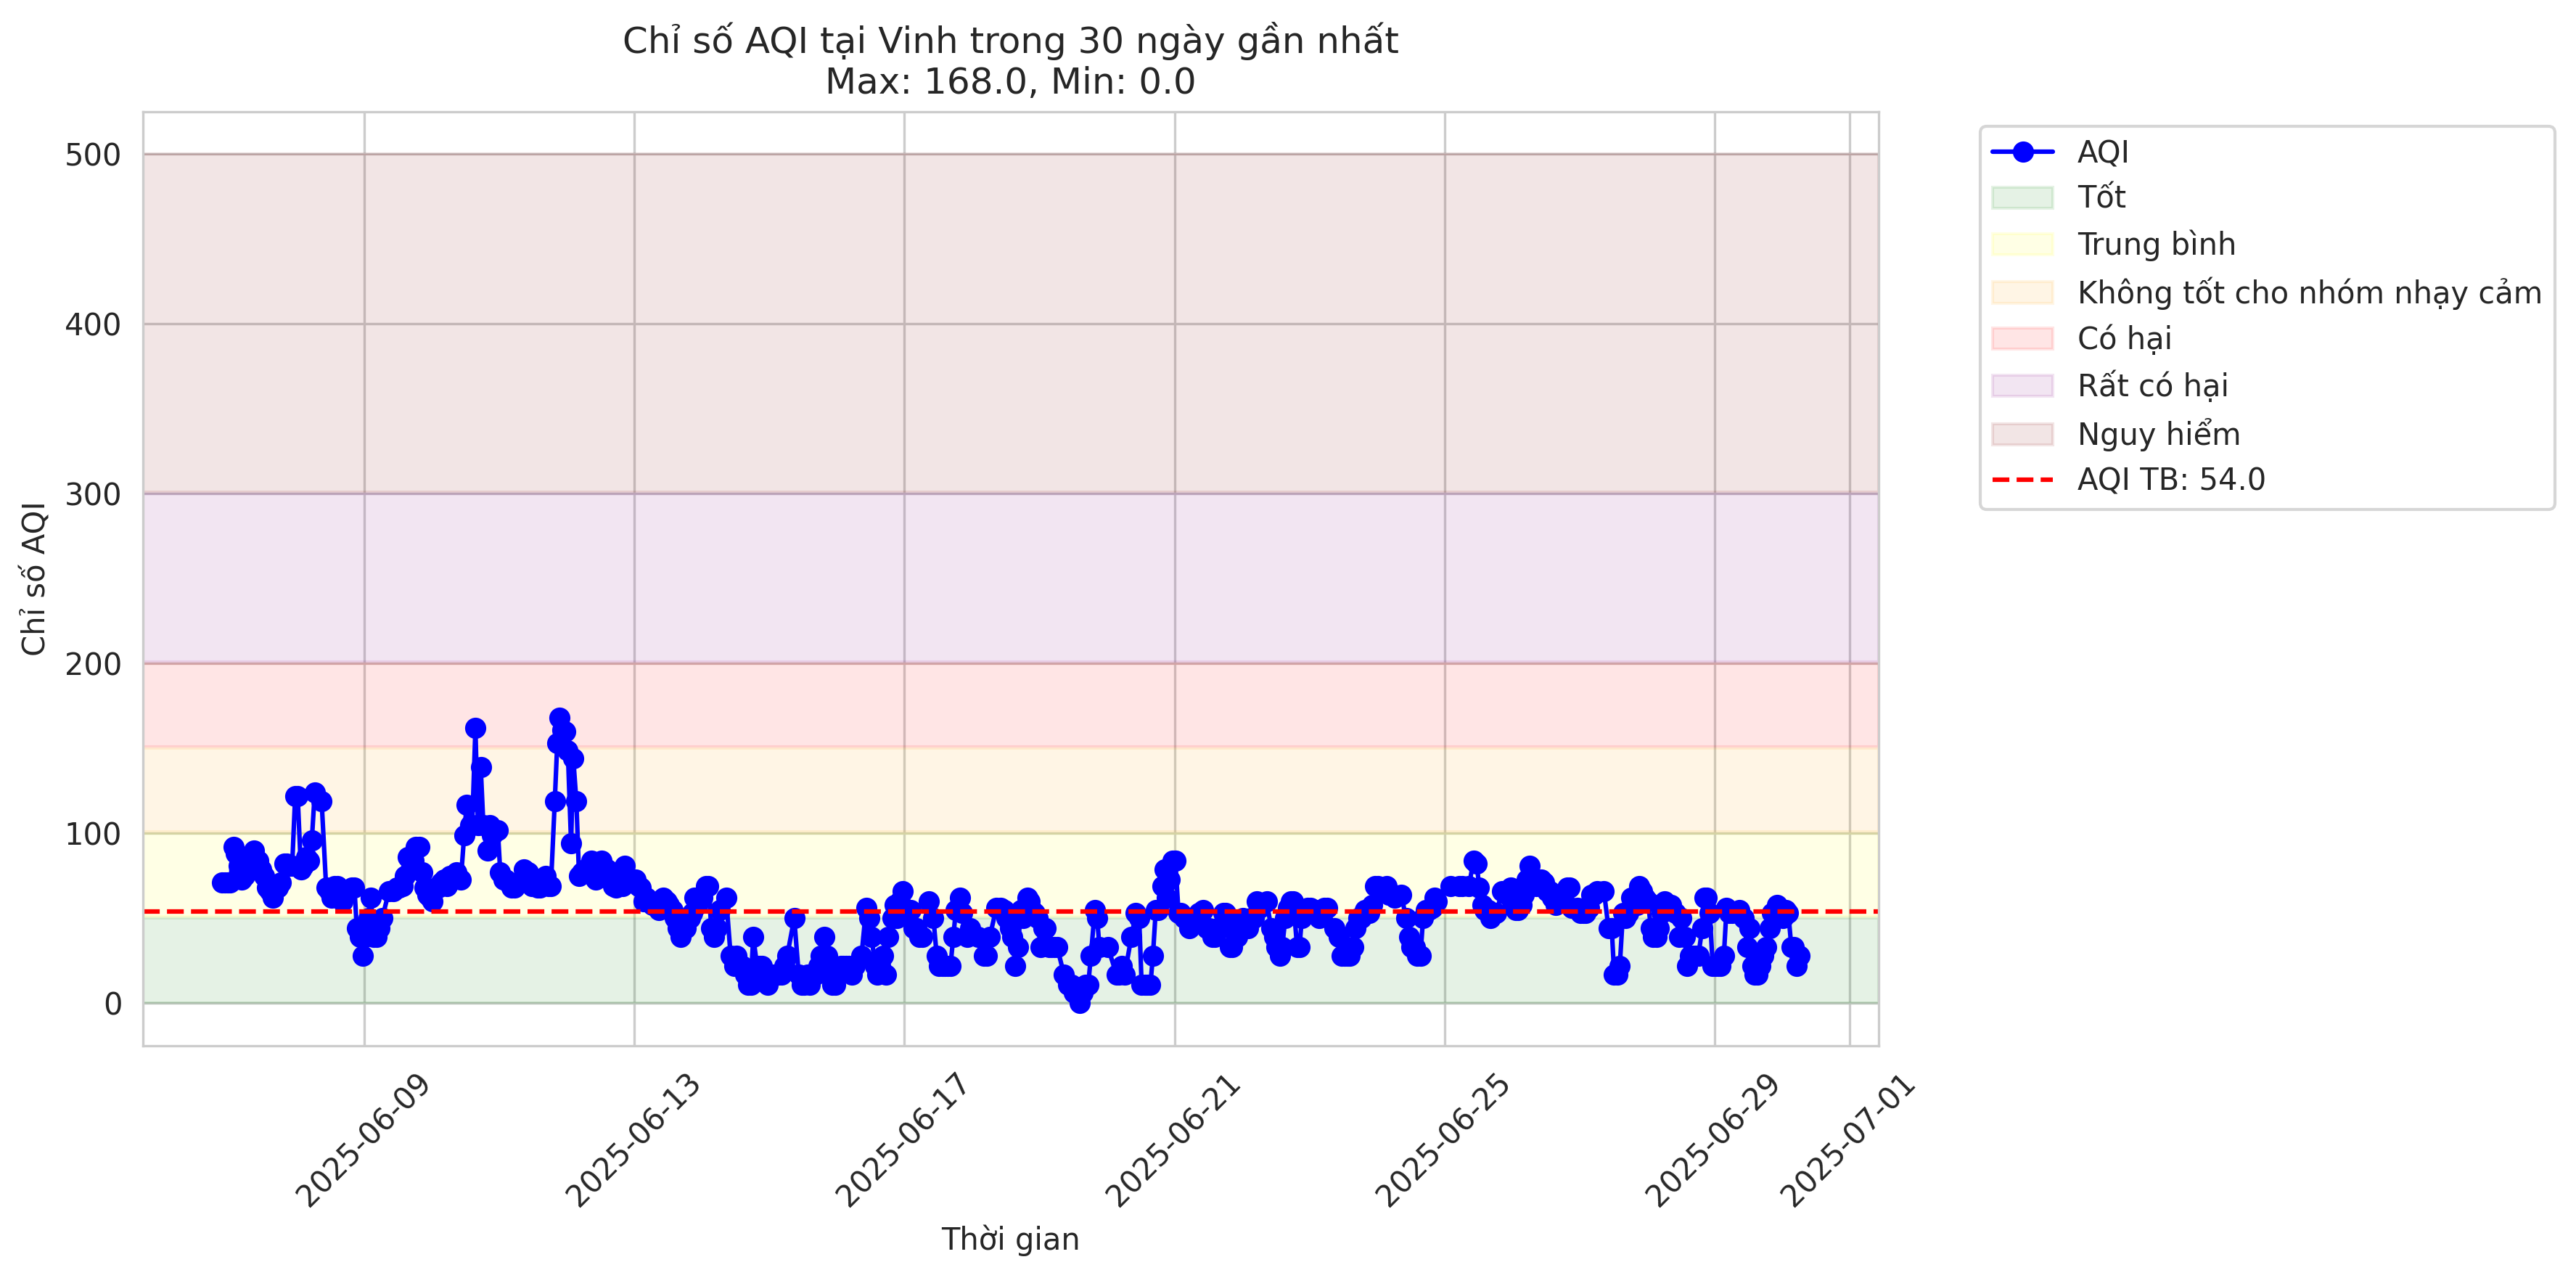 Chỉ số AQI tại Vinh trong 30 ngày gần nhất
Max: 168.0, Min: 0.0
Chỉ số AQI
500
400
300
200
100
0
2025-06-09
2025-06-13
2025-06-17
2025-06-21
2025-06-25
2025-06-29
2025-07-01
Thời gian
AQI
Tốt
Trung bình
Không tốt cho nhóm nhạy cảm
Có hại
Rất có hại
Nguy hiểm
AQI TB: 54.0